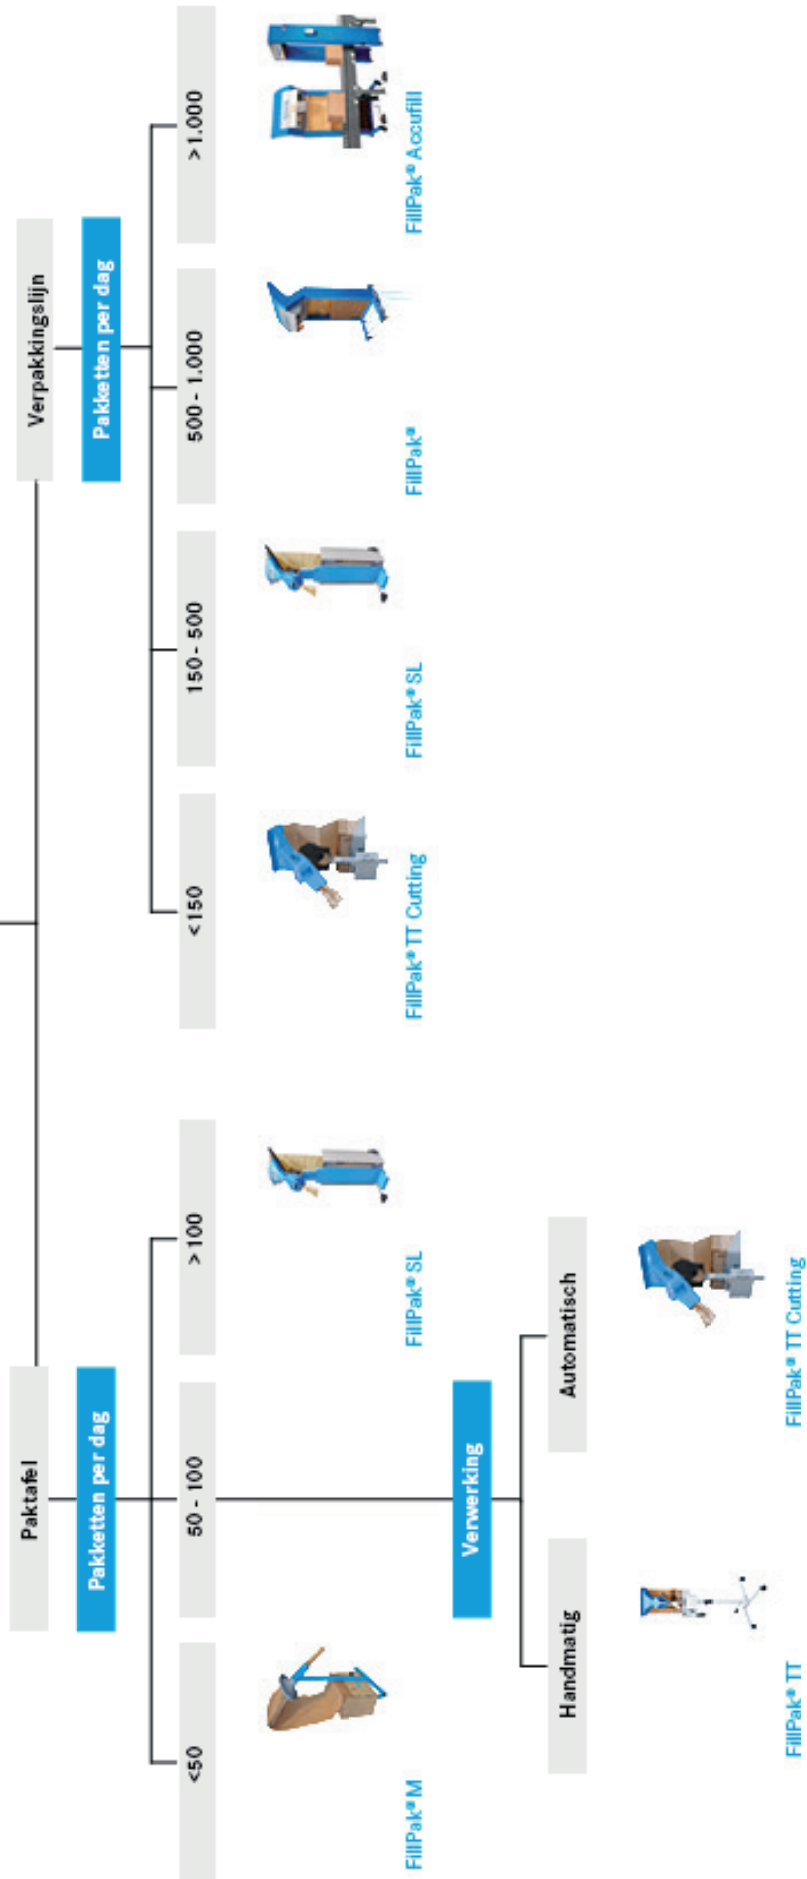 Paktafel
Verpakkingslijn
Pakketten per dag
Pakketten per dag
<50
50 - 100
>100
<150
150 - 500
500 - 1.000
>1.000
FillPak® M
FillPak® SL
FillPak® TT Cutting
FillPak® SL
FillPak®
FillPak® Accufill
Verwerking
Handmatig
Automatisch
FillPak® TT
FillPak® TT Cutting